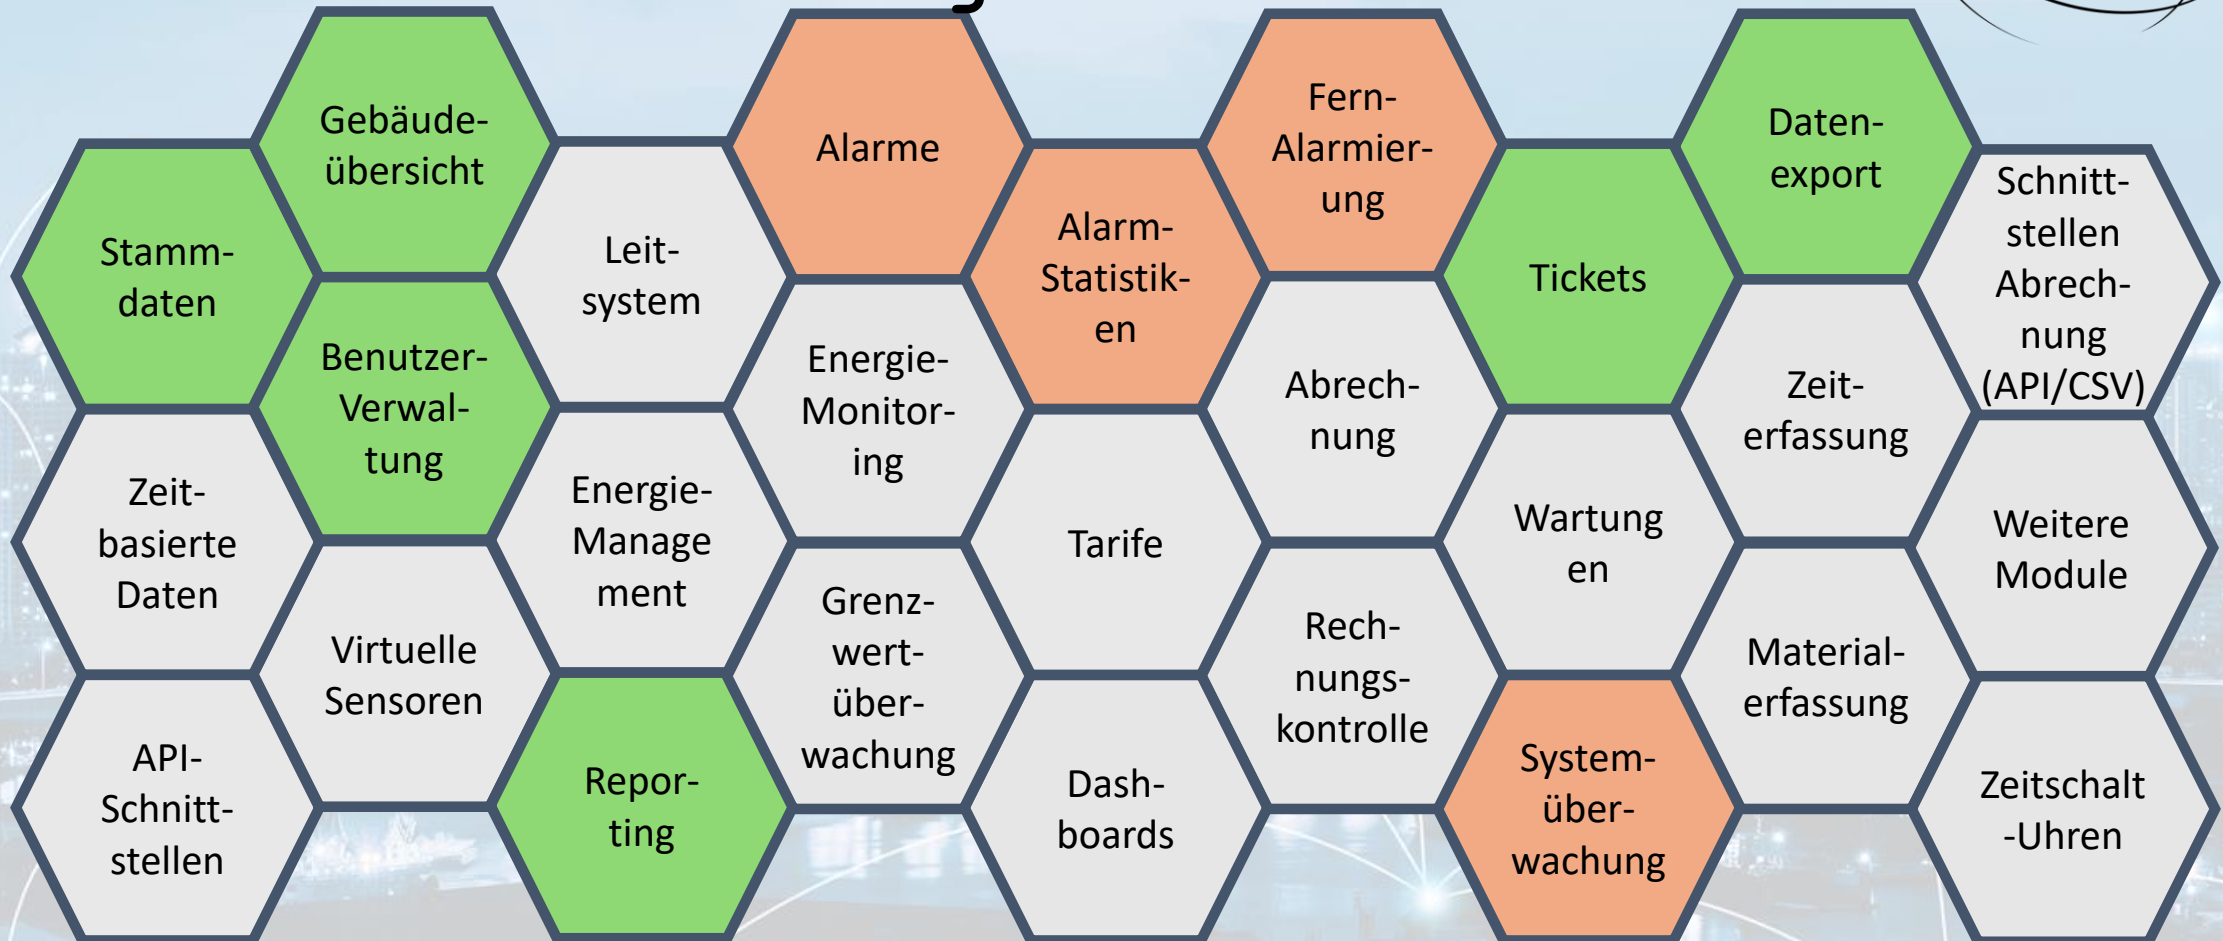 Gebäude-
übersicht
Alarme
Fern-
Alarmier-
ung
Daten-
export
Stamm-
daten
Leit-
system
Alarm-
Statistik-
en
Tickets
Schnitt-
stellen
Abrech-
nung
(API/CSV)
Benutzer-
Verwal-
tung
Energie-
Monitor-
ing
Abrech-
nung
Zeit-
erfassung
Zeit-
basierte
Daten
Energie-
Manage
ment
Tarife
Wartung
en
Weitere
Module
Virtuelle
Sensoren
Grenz-
wert-
über-
wachung
Rech-
nungs-
kontrolle
Material-
erfassung
API-
Schnitt-
stellen
Repor-
ting
Dash-
boards
System-
über-
wachung
Zeitschalt
-Uhren